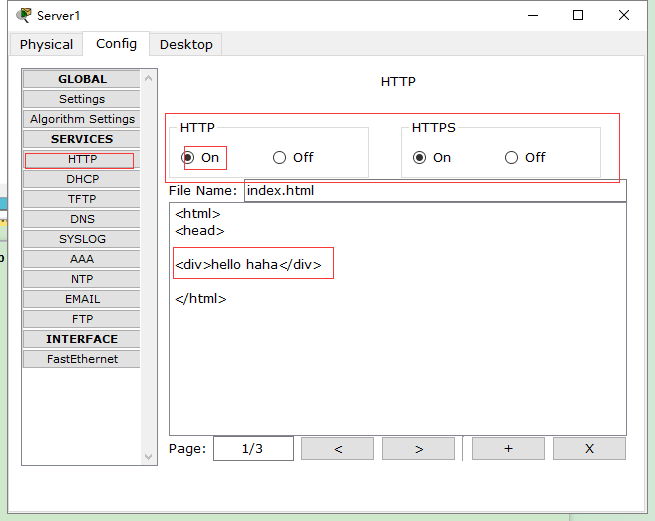 Server1
Physical Config Desktop
GLOBAL
Settings
Algorithm Settings
SERVICES
HTTP
DHCP
TFTP
DNS
SYSLOG
AAA
NTP
EMAIL
FTP
INTERFACE
FastEthernet
HTTP
HTTP HTTPS
On Off On Off
File Name: index.html
<html>
<head>
<div>hello haha</div>
</html>
Page: 1/3 < > + X